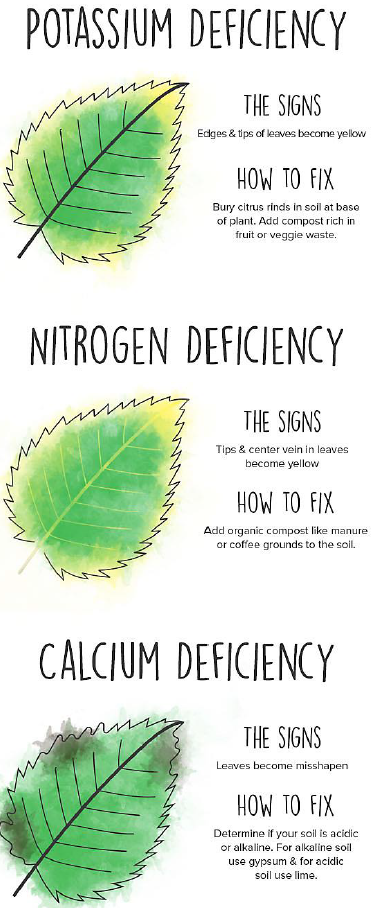 POTASSIUM DEFICIENCY
THE SIGNS
Edges & tips of leaves become yellow
HOW TO FIX
Bury citrus rinds in soil at base
of plant. Add compost rich in
fruit or veggie waste.
NITROGEN DEFICIENCY
THE SIGNS
Tips & center vein in leaves
become yellow
HOW TO FIX
Add organic compost like manure
or coffee grounds to the soil.
CALCIUM DEFICIENCY
THE SIGNS
Leaves become misshapen
HOW TO FIX
Determine if your soil is acidic
or alkaline. For alkaline soil
use gypsum & for acidic
soil use lime.